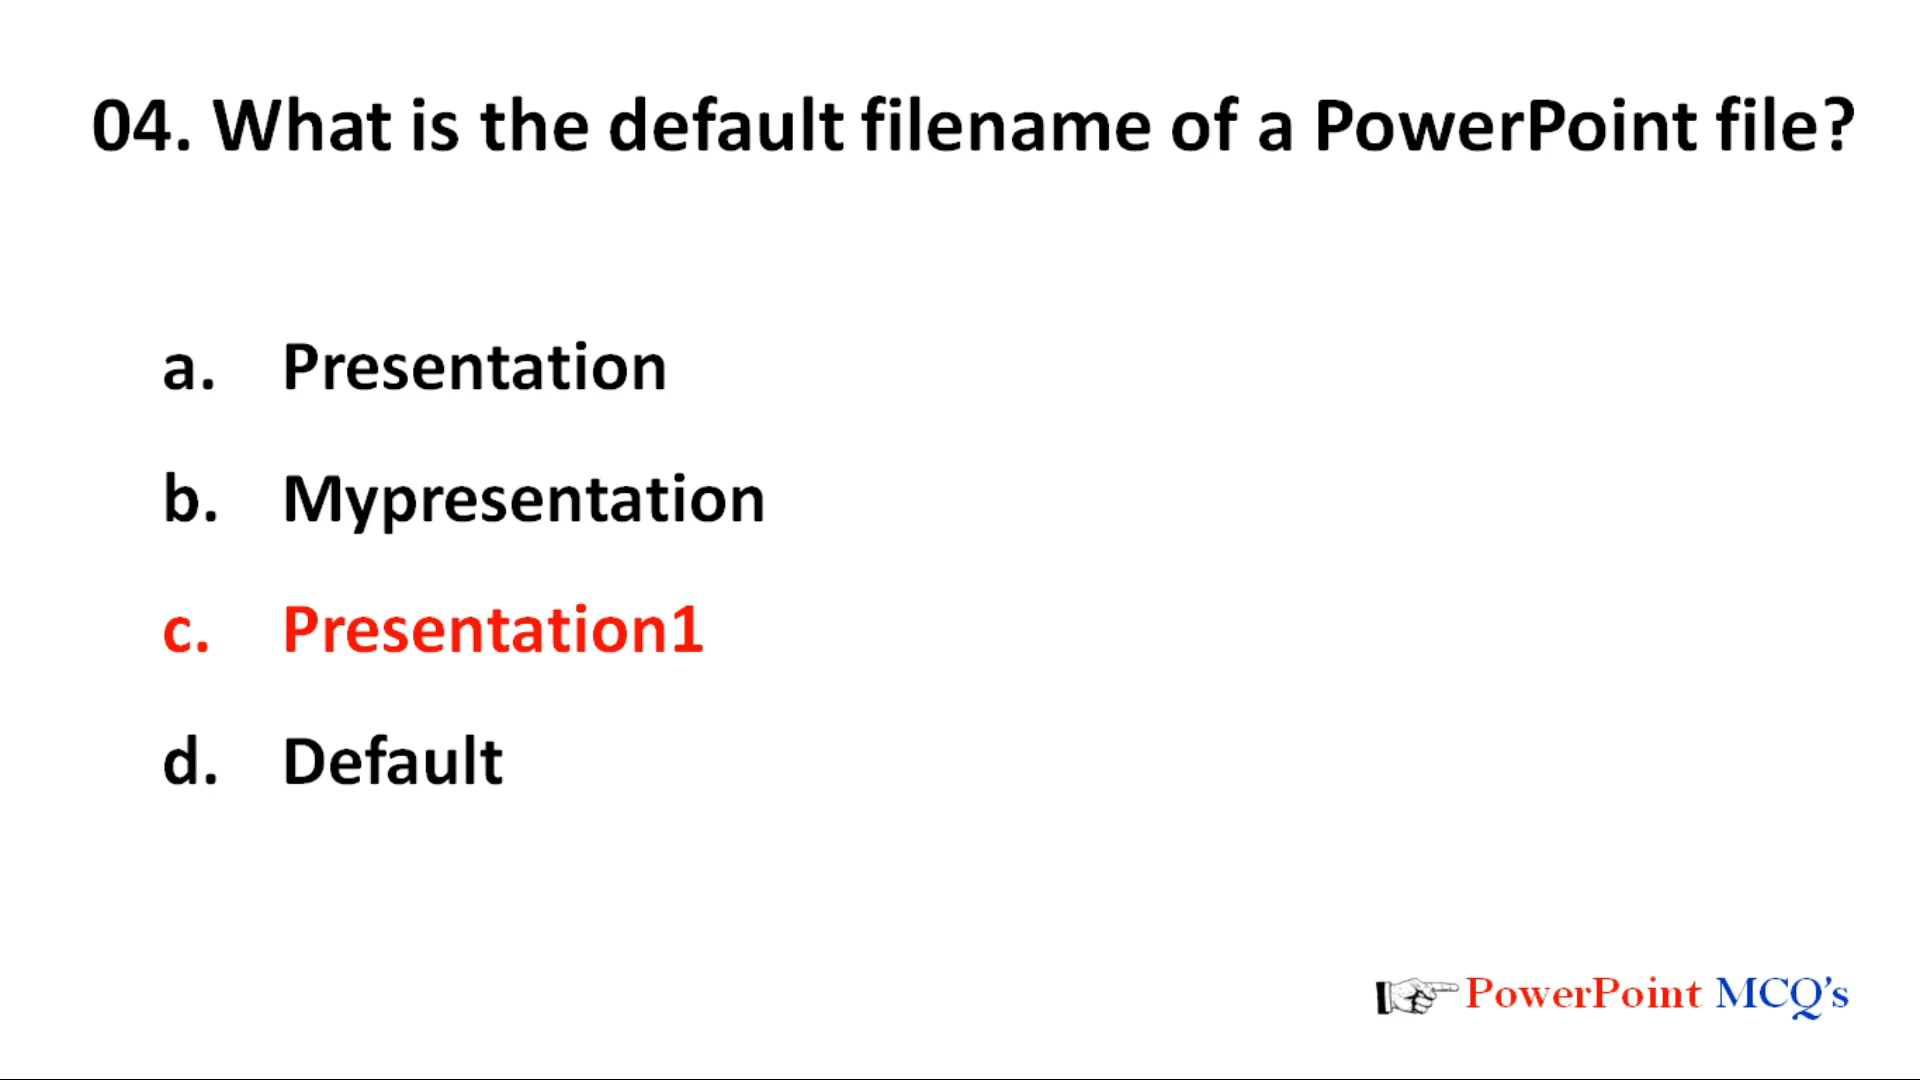 04. What is the default filename of a PowerPoint file?
a. Presentation
b. Mypresentation
c. Presentation1
d. Default
PowerPoint MCQ’s